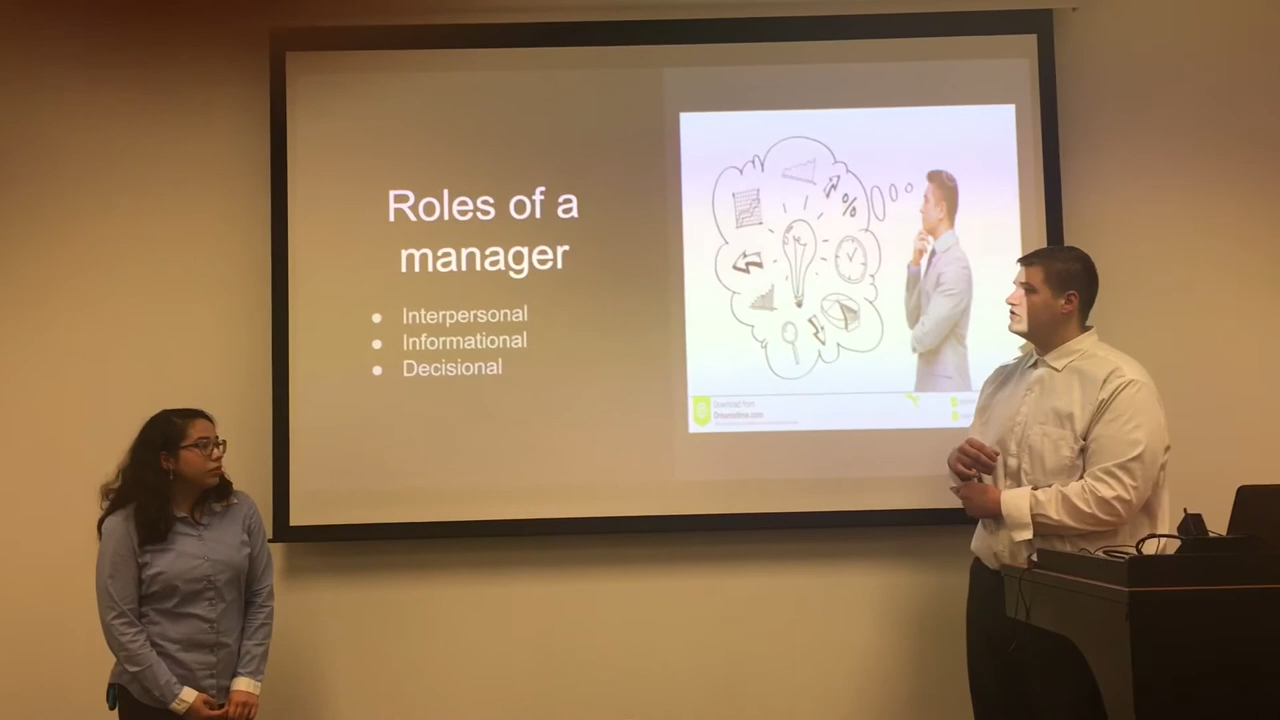 Roles of a
manager
Interpersonal
Informational
Decisional
%
Download from
Dreamstime.com